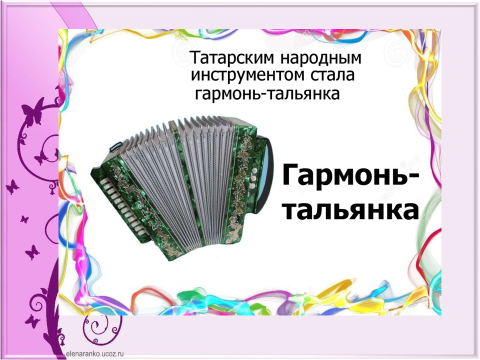 Татарским народным
инструментом стала
гармонь-тальянка
Гармонь-
тальянка
elenaranko.ucoz.ru